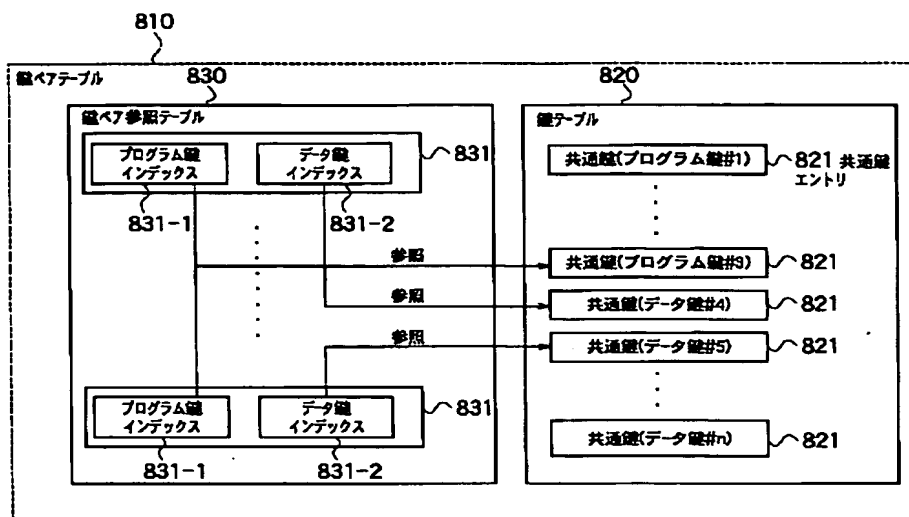 810
鍵ペアテーブル
830
820
鍵ペア参照テーブル
鍵テーブル
プログラム鍵
インデックス
データ鍵
インデックス
831
831-1
831-2
共通鍵(プログラム鍵#1)
821 共通鍵
エントリ
参照
共通鍵(プログラム鍵#3)
821
参照
共通鍵(データ鍵#4)
821
参照
共通鍵(データ鍵#5)
821
プログラム鍵
インデックス
データ鍵
インデックス
831
831-1
831-2
共通鍵(データ鍵#n)
821